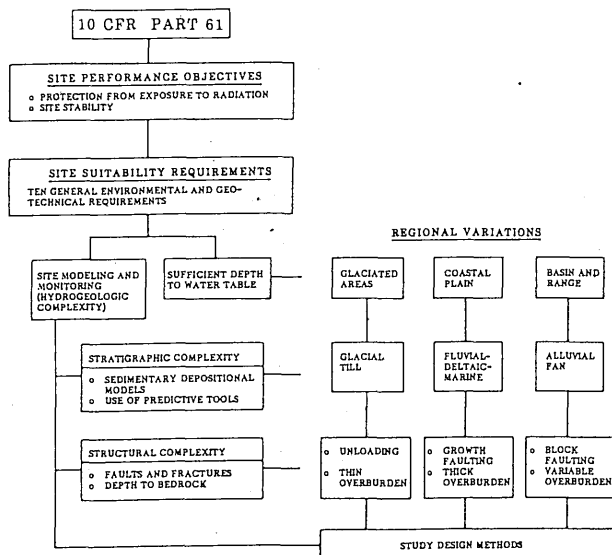 10 CFR PART 61
SITE PERFORMANCE OBJECTIVES
o PROTECTION FROM EXPOSURE TO RADIATION
o SITE STABILITY
SITE SUITABILITY REQUIREMENTS
TEN GENERAL ENVIRONMENTAL AND GEO-
TECHNICAL REQUIREMENTS
REGIONAL VARIATIONS
SITE MODELING AND
MONITORING
(HYDROGEOLOGIC
COMPLEXITY)
SUFFICIENT DEPTH
TO WATER TABLE
GLACIATED
AREAS
COASTAL
PLAIN
BASIN AND
RANGE
STRATIGRAPHIC COMPLEXITY
o SEDIMENTARY DEPOSITIONAL
MODELS
o USE OF PREDICTIVE TOOLS
GLACIAL
TILL
FLUVIAL-
DELTAIC-
MARINE
ALLUVIAL
FAN
STRUCTURAL COMPLEXITY
o FAULTS AND FRACTURES
o DEPTH TO BEDROCK
o UNLOADING
o THIN
OVERBURDEN
o GROWTH
FAULTING
o THICK
OVERBURDEN
o BLOCK
FAULTING
o VARIABLE
OVERBURDEN
STUDY DESIGN METHODS